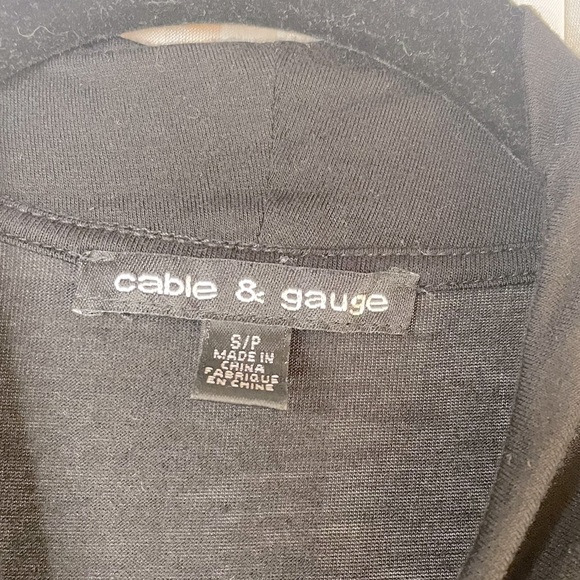 cable & gauge
S/P
MADE IN
CHINA
FABRIQUE
EN CHINE